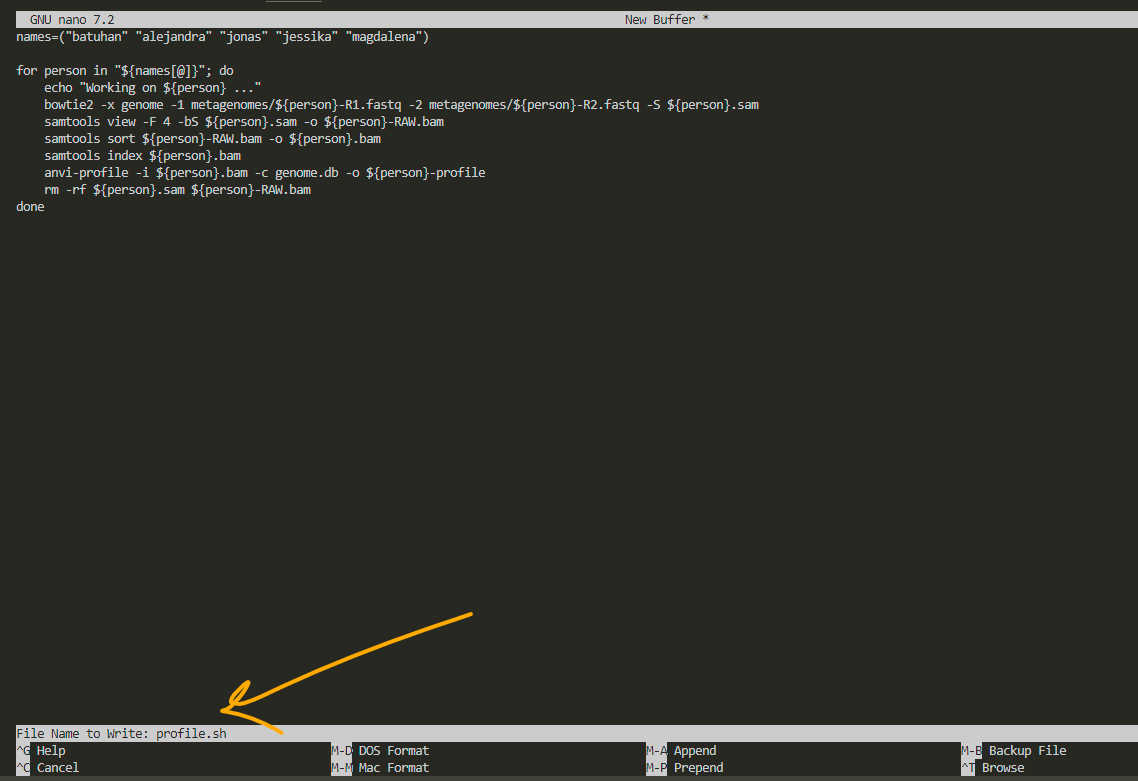 GNU nano 7.2 New Buffer *
names=("batuhan" "alejandra" "jonas" "jessika" "magdalena")
for person in "${names[@]}"; do
    echo "Working on ${person} ..."
    bowtie2 -x genome -1 metagenomes/${person}-R1.fastq -2 metagenomes/${person}-R2.fastq -S ${person}.sam
    samtools view -F 4 -bS ${person}.sam -o ${person}-RAW.bam
    samtools sort ${person}-RAW.bam -o ${person}.bam
    samtools index ${person}.bam
    anvi-profile -i ${person}.bam -c genome.db -o ${person}-profile
    rm -rf ${person}.sam ${person}-RAW.bam
done
File Name to Write: profile.sh
^G Help M-D DOS Format M-A Append M-B Backup File
^C Cancel M-M Mac Format M-P Prepend ^T Browse